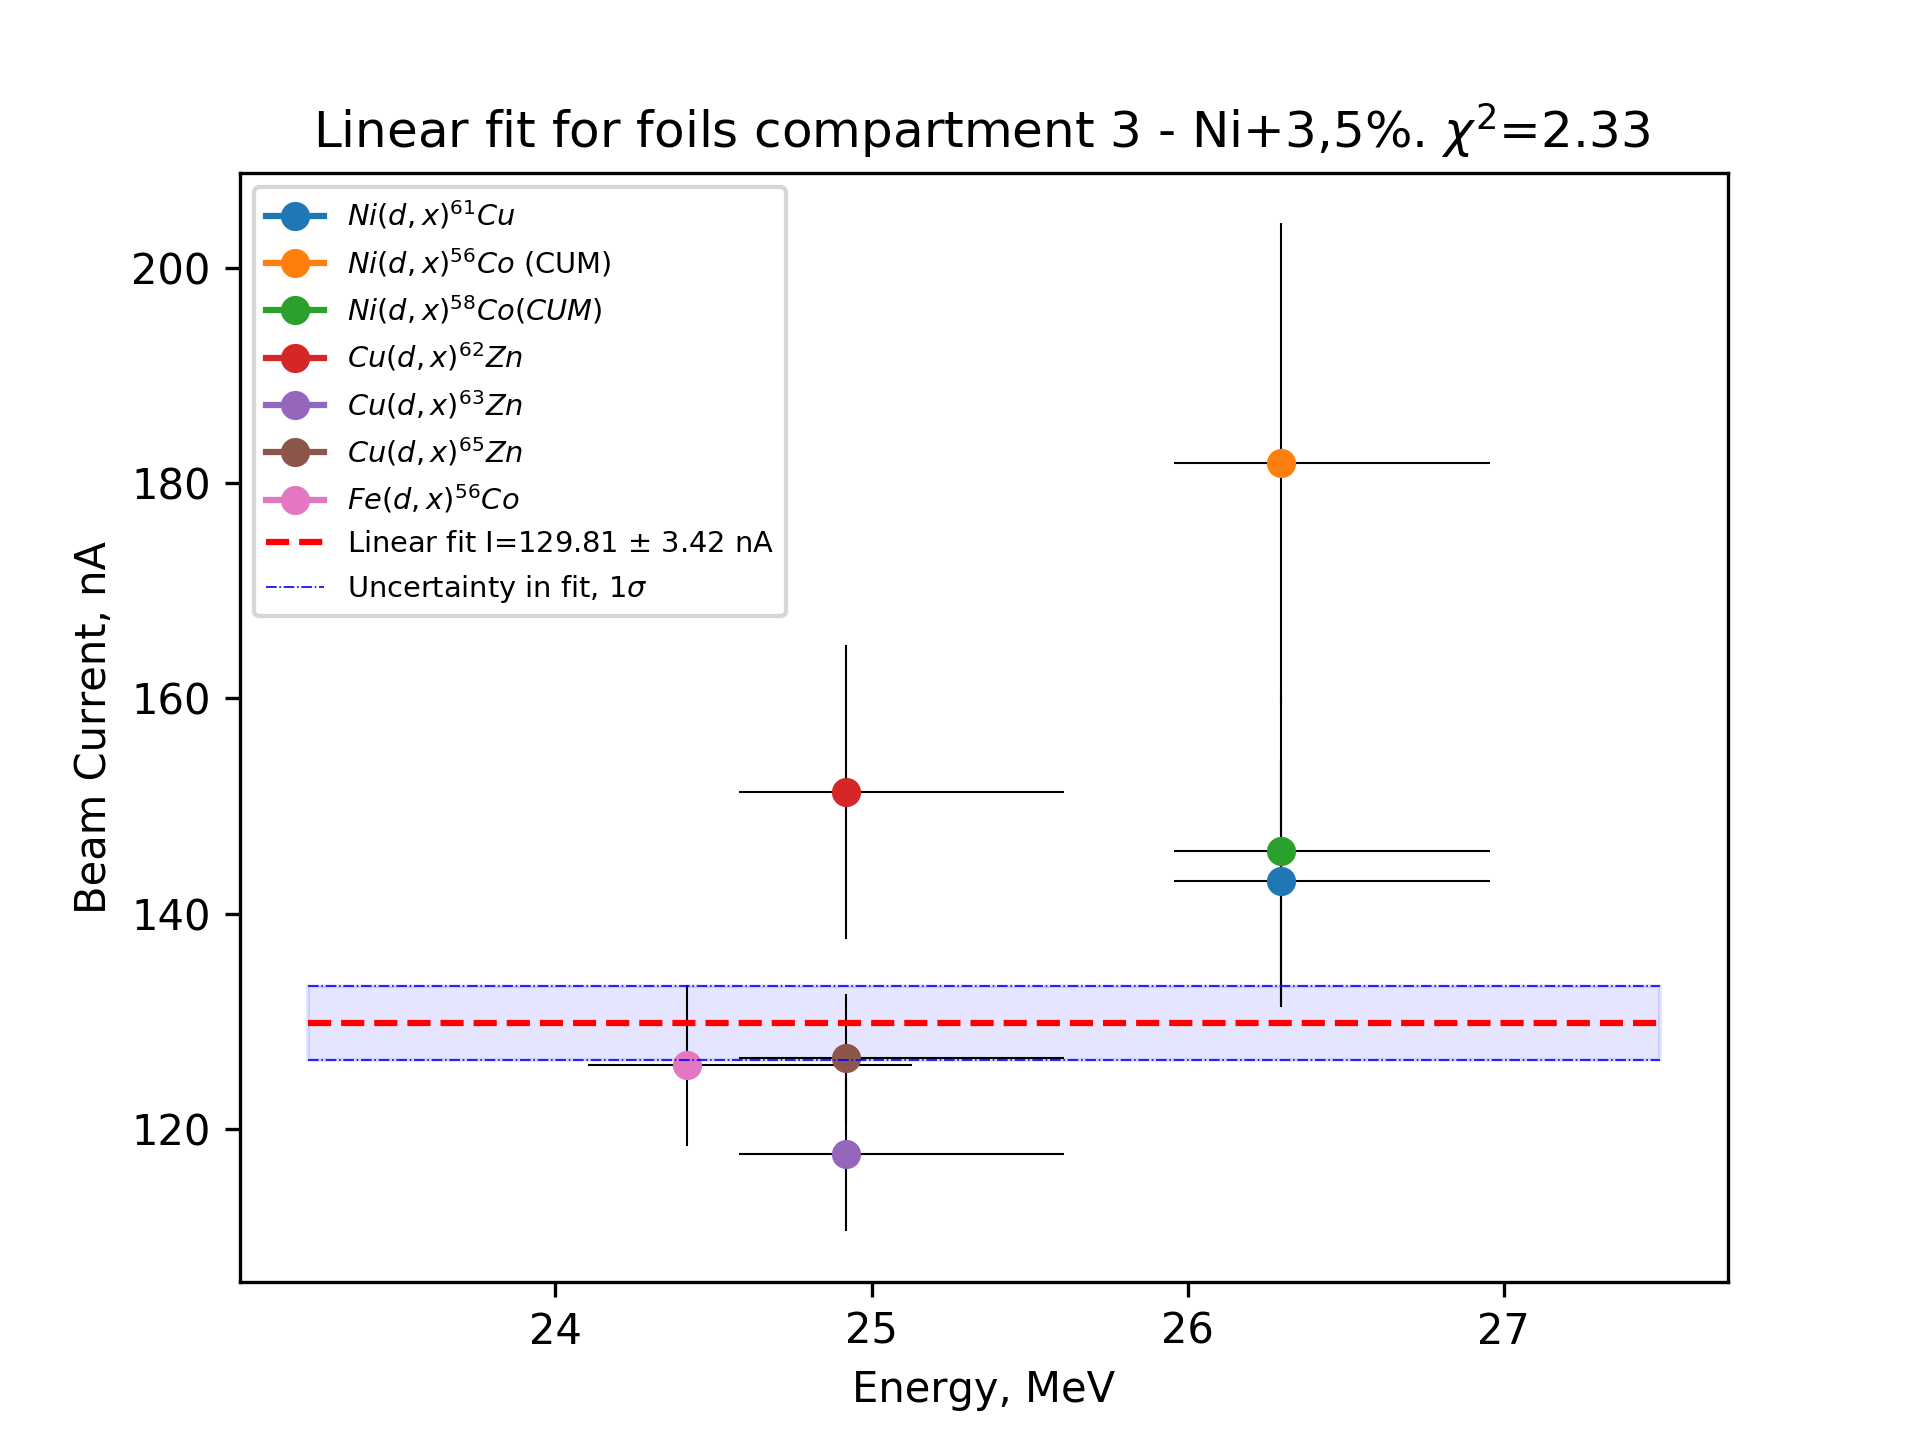 Linear fit for foils compartment 3 - Ni+3,5%. χ²=2.33
Ni(d, x)⁶¹Cu
Ni(d, x)⁵⁶Co (CUM)
Ni(d, x)⁵⁸Co(CUM)
Cu(d, x)⁶²Zn
Cu(d, x)⁶³Zn
Cu(d, x)⁶⁵Zn
Fe(d, x)⁵⁶Co
Linear fit I=129.81 ± 3.42 nA
Uncertainty in fit, 1σ
200
180
160
140
120
Beam Current, nA
24 25 26 27
Energy, MeV